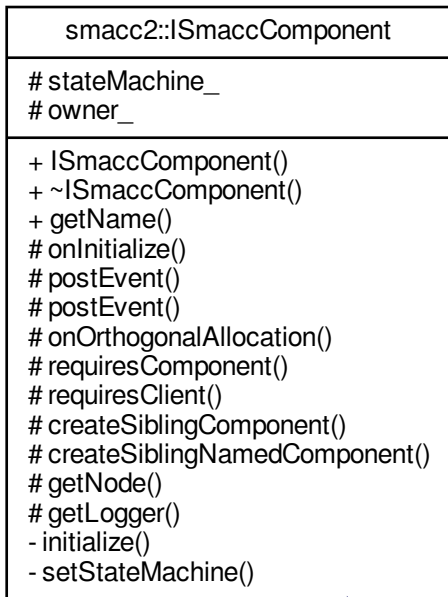 smacc2::ISmaccComponent
# stateMachine_
# owner_
+ ISmaccComponent()
+ ~ISmaccComponent()
+ getName()
# onInitialize()
# postEvent()
# postEvent()
# onOrthogonalAllocation()
# requiresComponent()
# requiresClient()
# createSiblingComponent()
# createSiblingNamedComponent()
# getNode()
# getLogger()
- initialize()
- setStateMachine()